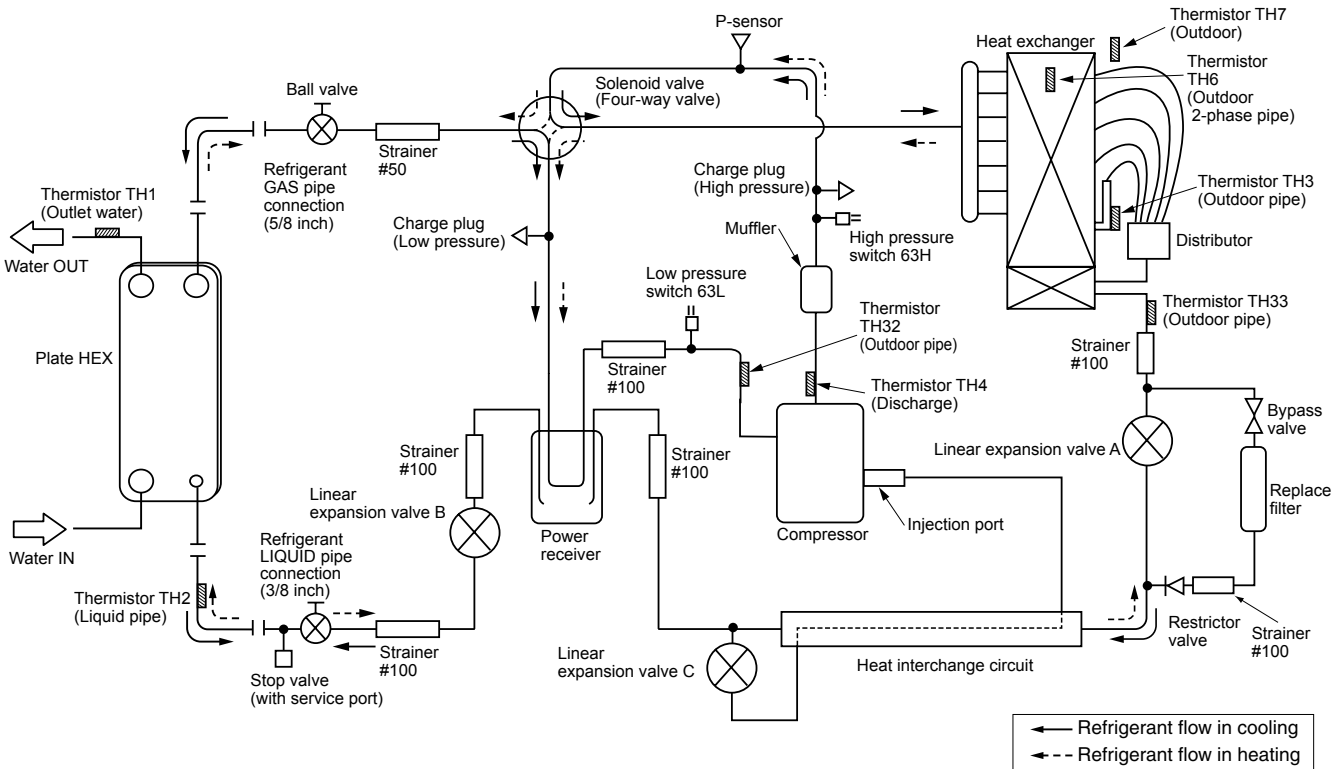 P-sensor
Thermistor TH7
(Outdoor)
Heat exchanger
Thermistor
TH6
(Outdoor
2-phase pipe)
Solenoid valve
(Four-way valve)
Ball valve
Strainer
#50
Refrigerant
GAS pipe
connection
(5/8 inch)
Thermistor TH1
(Outlet water)
Water OUT
Charge plug
(High pressure)
Thermistor TH3
(Outdoor pipe)
Charge plug
(Low pressure)
Muffler
High pressure
switch 63H
Distributor
Low pressure
switch 63L
Thermistor
TH32
(Outdoor pipe)
Thermistor TH33
(Outdoor pipe)
Plate HEX
Strainer
#100
Strainer
#100
Thermistor TH4
(Discharge)
Bypass
valve
Strainer
#100
Strainer
#100
Linear expansion valve A
Linear
expansion valve B
Replace
filter
Injection port
Compressor
Power
receiver
Water IN
Refrigerant
LIQUID pipe
connection
(3/8 inch)
Thermistor TH2
(Liquid pipe)
Strainer
#100
Stop valve
(with service port)
Linear
expansion valve C
Heat interchange circuit
Restrictor
valve
Strainer
#100
Refrigerant flow in cooling
Refrigerant flow in heating